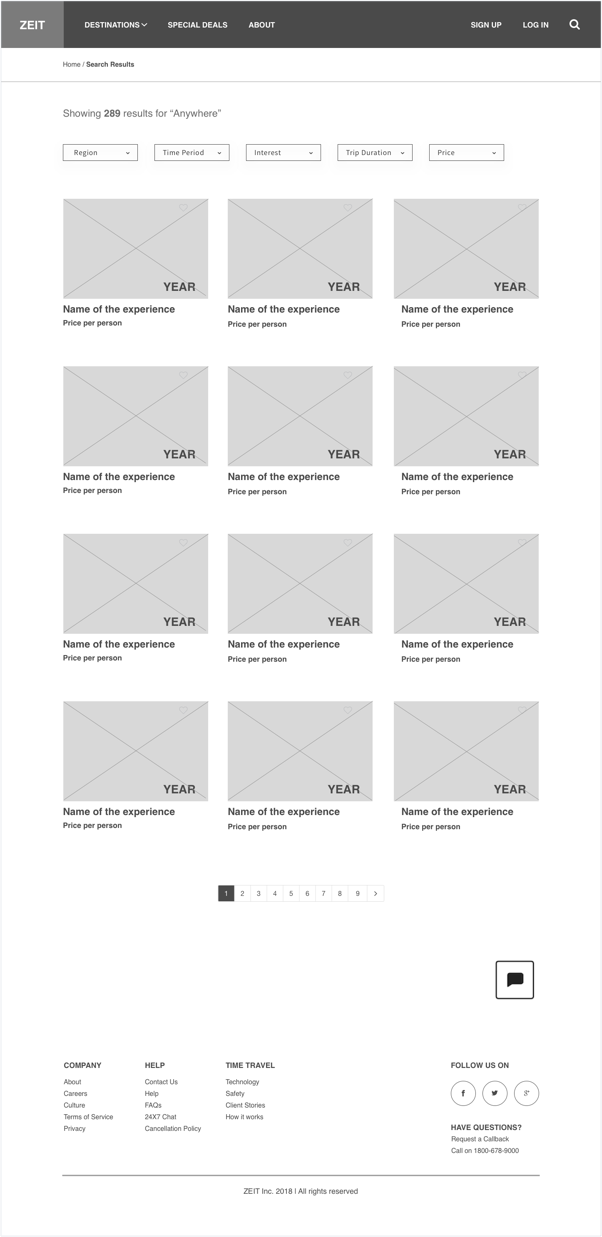 ZEIT
DESTINATIONS SPECIAL DEALS ABOUT SIGN UP LOG IN
Home / Search Results
Showing 289 results for “Anywhere”
Region Time Period Interest Trip Duration Price
YEAR YEAR YEAR
Name of the experience Name of the experience Name of the experience
Price per person Price per person Price per person
YEAR YEAR YEAR
Name of the experience Name of the experience Name of the experience
Price per person Price per person Price per person
YEAR YEAR YEAR
Name of the experience Name of the experience Name of the experience
Price per person Price per person Price per person
YEAR YEAR YEAR
Name of the experience Name of the experience Name of the experience
Price per person Price per person Price per person
1 2 3 4 5 6 7 8 9 >
COMPANY
About
Careers
Culture
Terms of Service
Privacy
HELP
Contact Us
Help
FAQs
24X7 Chat
Cancellation Policy
TIME TRAVEL
Technology
Safety
Client Stories
How it works
FOLLOW US ON
HAVE QUESTIONS?
Request a Callback
Call on 1800-678-9000
ZEIT Inc. 2018 | All rights reserved